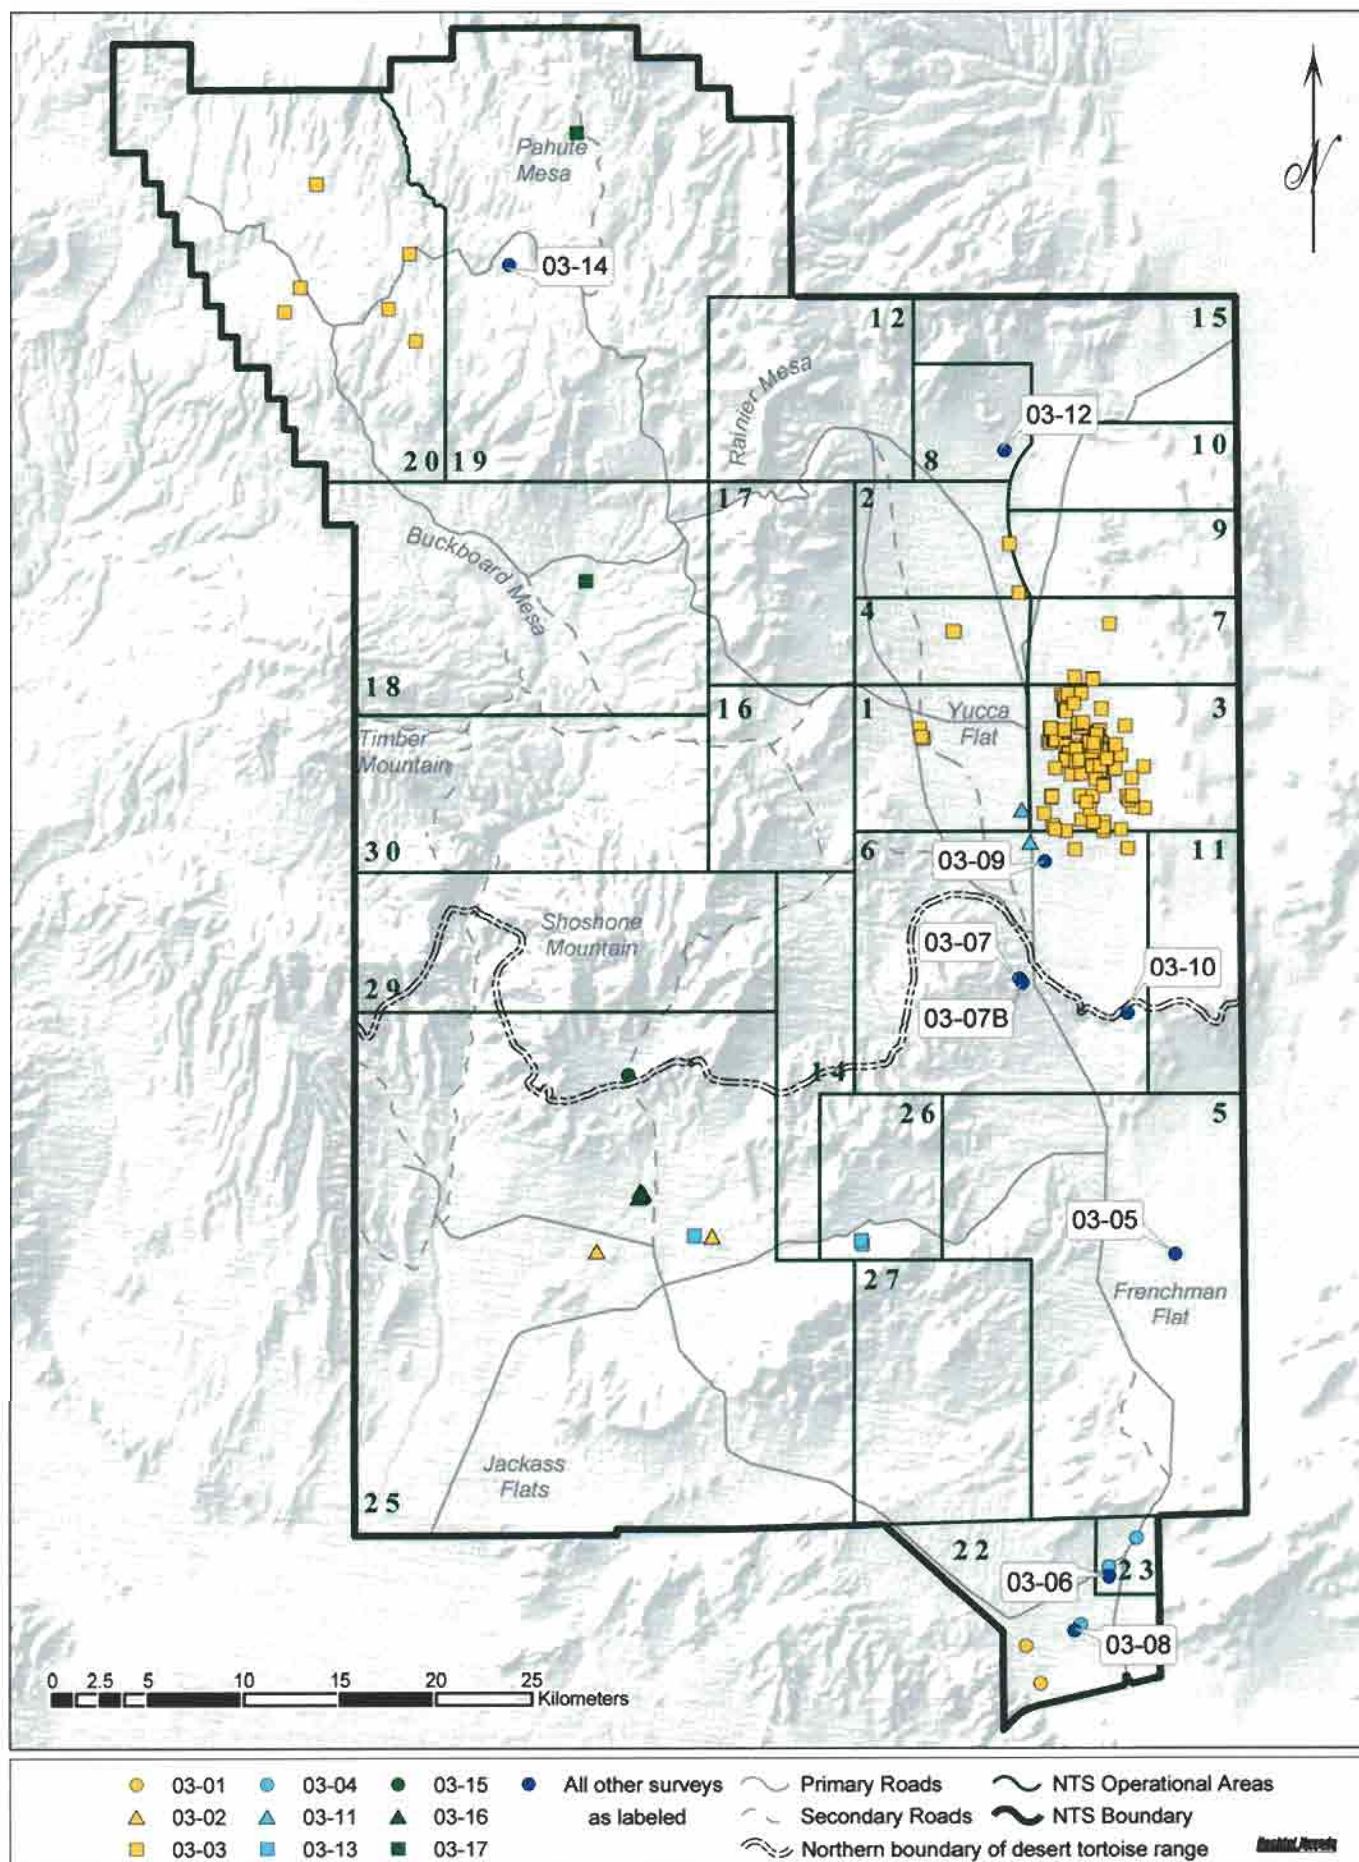 Pahute
Mesa
N
03-14
12
15
Rainier Mesa
03-12
10
20
19
8
17
2
9
Buckboard Mesa
4
7
18
16
1
Yucca
Flat
3
Timber
Mountain
30
6
03-09
11
Shoshone
Mountain
03-07
03-10
29
03-07B
14
26
5
03-05
27
Frenchman
Flat
Jackass
Flats
25
22
23
03-06
03-08
0 2.5 5 10 15 20 25
Kilometers
03-01 03-04 03-15 All other surveys Primary Roads NTS Operational Areas
03-02 03-11 03-16 as labeled Secondary Roads NTS Boundary
03-03 03-13 03-17 Northern boundary of desert tortoise range